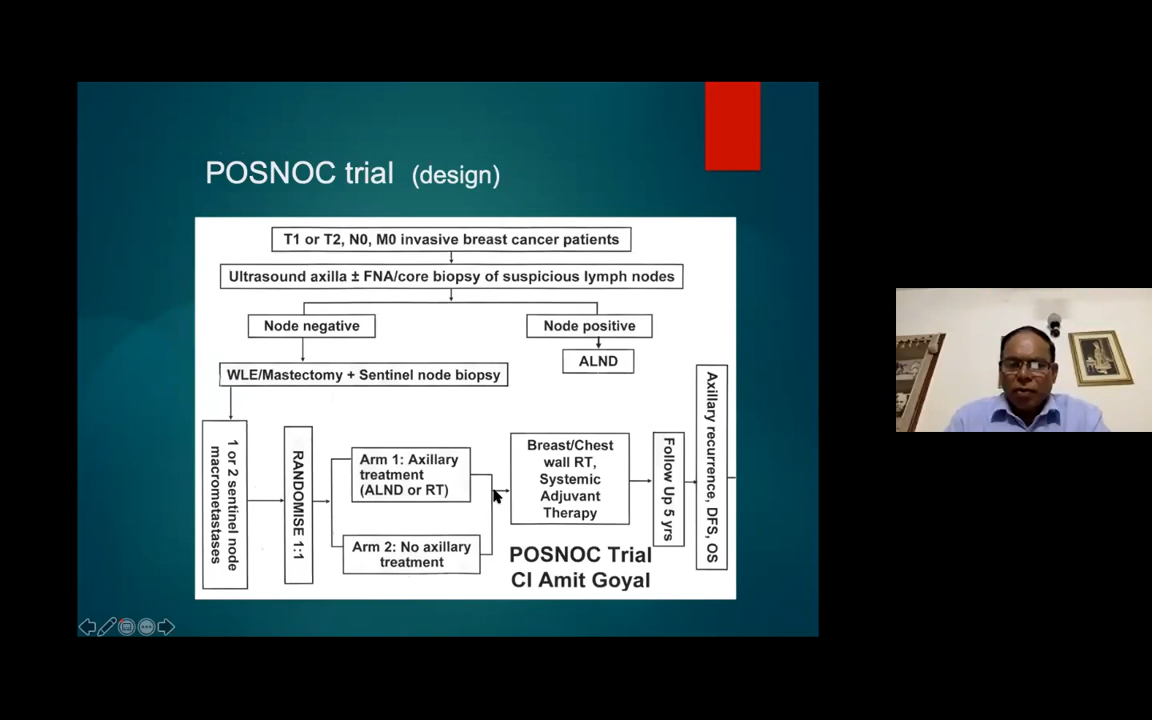 POSNOC trial (design)
T1 or T2, N0, M0 invasive breast cancer patients
Ultrasound axilla ± FNA/core biopsy of suspicious lymph nodes
Node negative
Node positive
ALND
WLE/Mastectomy + Sentinel node biopsy
1 or 2 sentinel node
macrometastases
RANDOMISE 1:1
Arm 1: Axillary
treatment
(ALND or RT)
Arm 2: No axillary
treatment
Breast/Chest
wall RT,
Systemic
Adjuvant
Therapy
Follow Up 5 yrs
Axillary recurrence, DFS, OS
POSNOC Trial
CI Amit Goyal